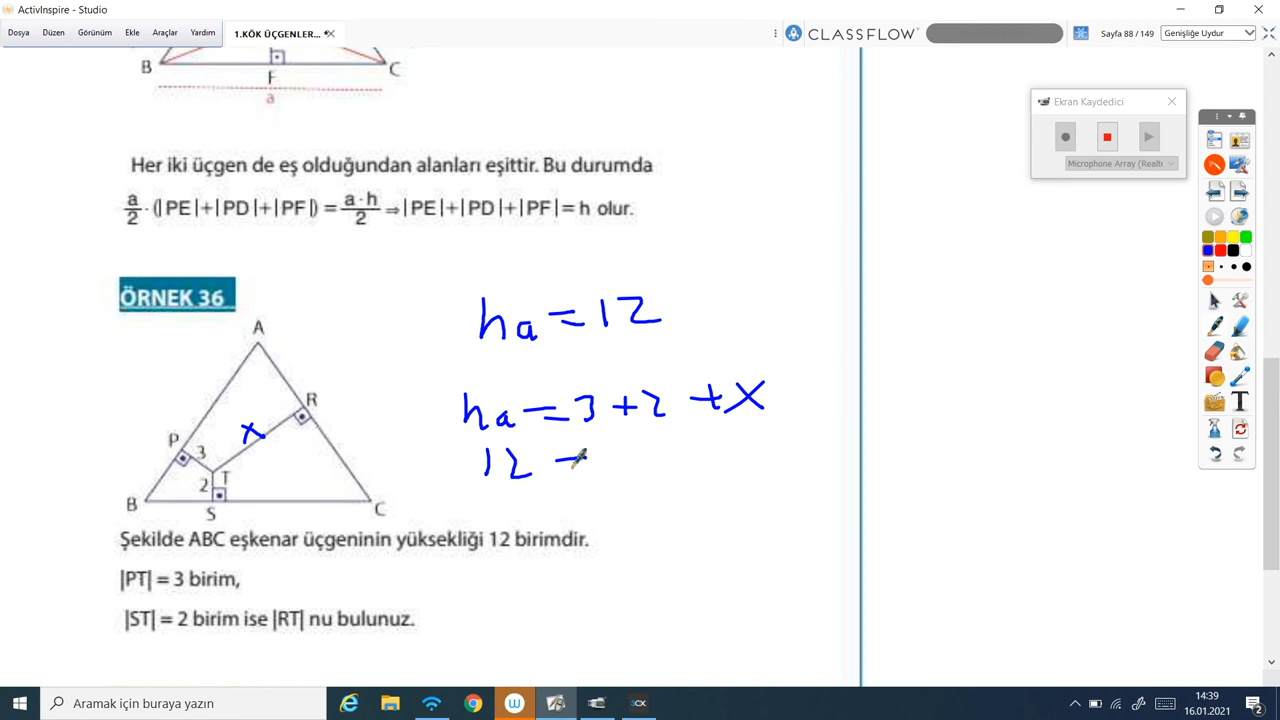 ActivInspire - Studio
Dosya Düzen Görünüm Ekle Araçlar Yardım 1.KÖK ÜÇGENLER... CLASSFLOW Sayfa 88 / 149 Genişliğe Uydur
B F C
a
Ekran Kaydedici
Microphone Array (Realt
Her iki üçgen de eş olduğundan alanları eşittir. Bu durumda
a/2 · (|PE|+|PD|+|PF|) = a·h/2 ⇒ |PE|+|PD|+|PF| = h olur.
ÖRNEK 36
ha = 12
A
R
ha = 3 + 2 + x
x
P 3
12 =
2 T
B S C
Şekilde ABC eşkenar üçgeninin yüksekliği 12 birimdir.
|PT| = 3 birim,
|ST| = 2 birim ise |RT| nu bulunuz.
Aramak için buraya yazın
14:39
16.01.2021
2